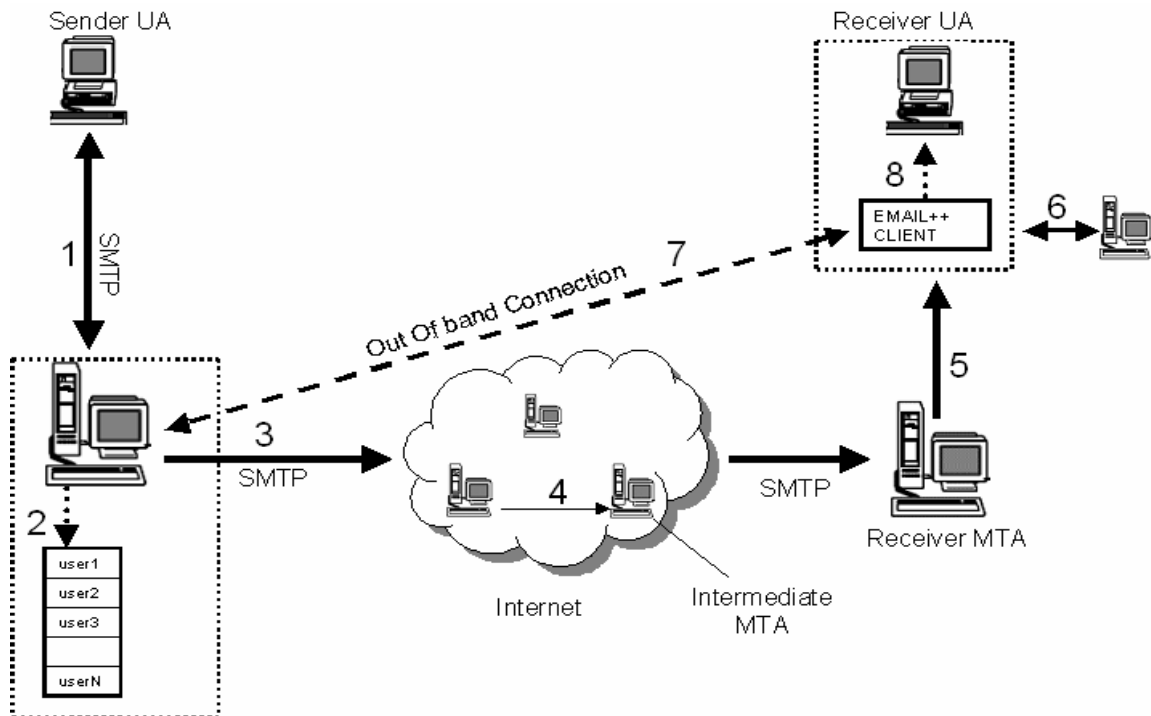 Sender UA
Receiver UA
1
SMTP
8
EMAIL++
CLIENT
6
7
Out Of band Connection
5
3
SMTP
4
SMTP
2
user1
user2
user3
userN
Internet
Intermediate
MTA
Receiver MTA